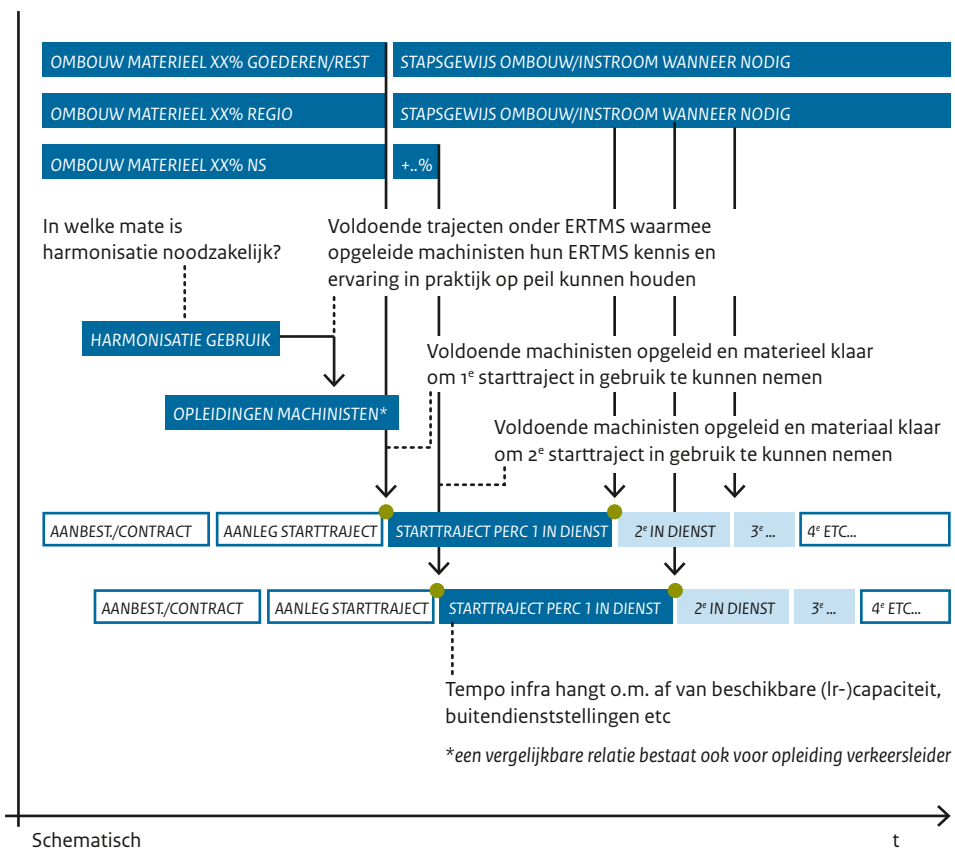 OMBOUW MATERIEEL XX% GOEDEREN/REST
STAPSGEWIJS OMBOUW/INSTROOM WANNEER NODIG
OMBOUW MATERIEEL XX% REGIO
STAPSGEWIJS OMBOUW/INSTROOM WANNEER NODIG
OMBOUW MATERIEEL XX% NS
+..%
In welke mate is
harmonisatie noodzakelijk?
Voldoende trajecten onder ERTMS waarmee
opgeleide machinisten hun ERTMS kennis en
ervaring in praktijk op peil kunnen houden
HARMONISATIE GEBRUIK
Voldoende machinisten opgeleid en materieel klaar
om 1e starttraject in gebruik te kunnen nemen
OPLEIDINGEN MACHINISTEN*
Voldoende machinisten opgeleid en materiaal klaar
om 2e starttraject in gebruik te kunnen nemen
AANBEST./CONTRACT
AANLEG STARTTRAJECT
STARTTRAJECT PERC 1 IN DIENST
2e IN DIENST
3e ...
4e ETC...
AANBEST./CONTRACT
AANLEG STARTTRAJECT
STARTTRAJECT PERC 1 IN DIENST
2e IN DIENST
3e ...
4e ETC...
Tempo infra hangt o.m. af van beschikbare (Ir-)capaciteit,
buitendienststellingen etc
*een vergelijkbare relatie bestaat ook voor opleiding verkeersleider
Schematisch
t